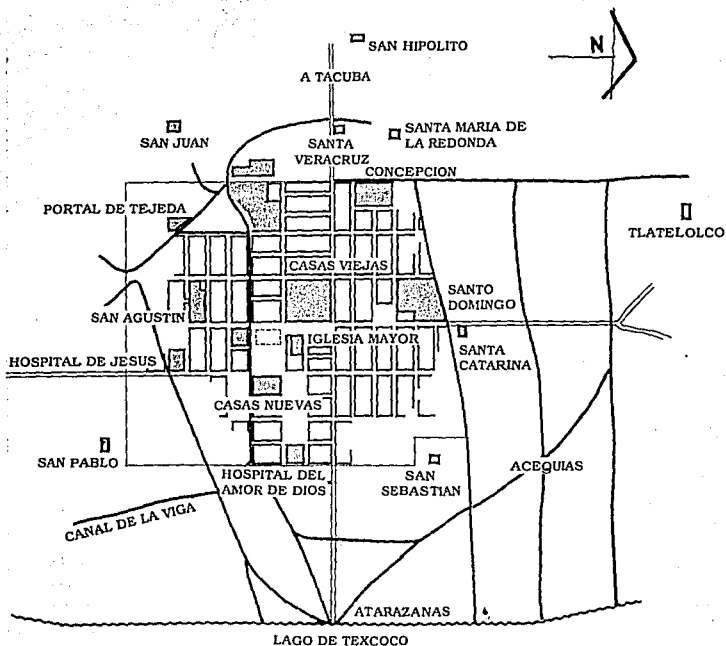 SAN HIPOLITO
N
A TACUBA
SAN JUAN
SANTA
VERACRUZ
SANTA MARIA DE
LA REDONDA
CONCEPCION
PORTAL DE TEJEDA
TLATELOLCO
CASAS VIEJAS
SANTO
DOMINGO
SAN AGUSTIN
IGLESIA MAYOR
SANTA
CATARINA
HOSPITAL DE JESUS
CASAS NUEVAS
SAN PABLO
HOSPITAL DEL
AMOR DE DIOS
SAN
SEBASTIAN
ACEQUIAS
CANAL DE LA VIGA
ATARAZANAS
LAGO DE TEXCOCO